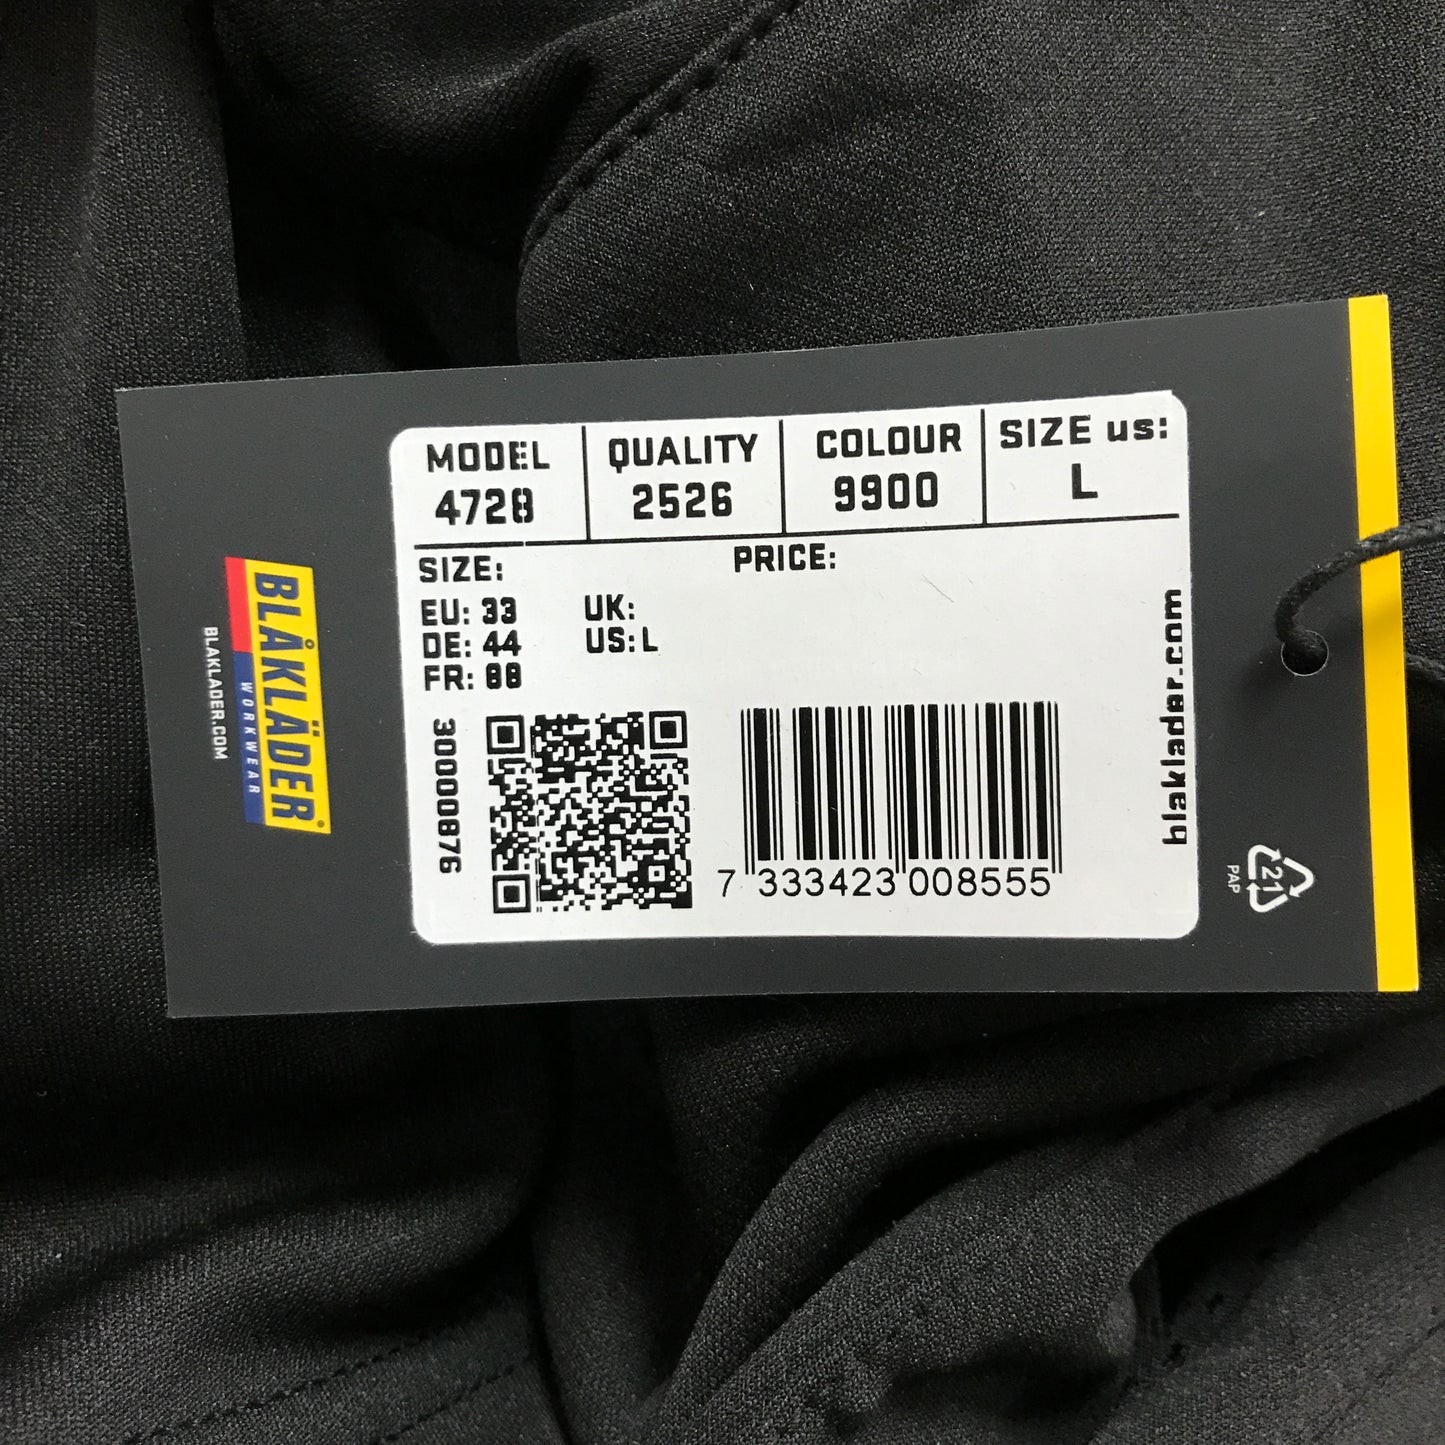 MODEL
4728
QUALITY
2526
COLOUR
9900
SIZE us:
L
SIZE:
EU: 33
DE: 44
FR: 88
UK:
US: L
PRICE:
30000876
7 333423 008555
blaklader.com
BLÅKLÄDER®
WORKWEAR
BLAKLADER.COM
21
PAP